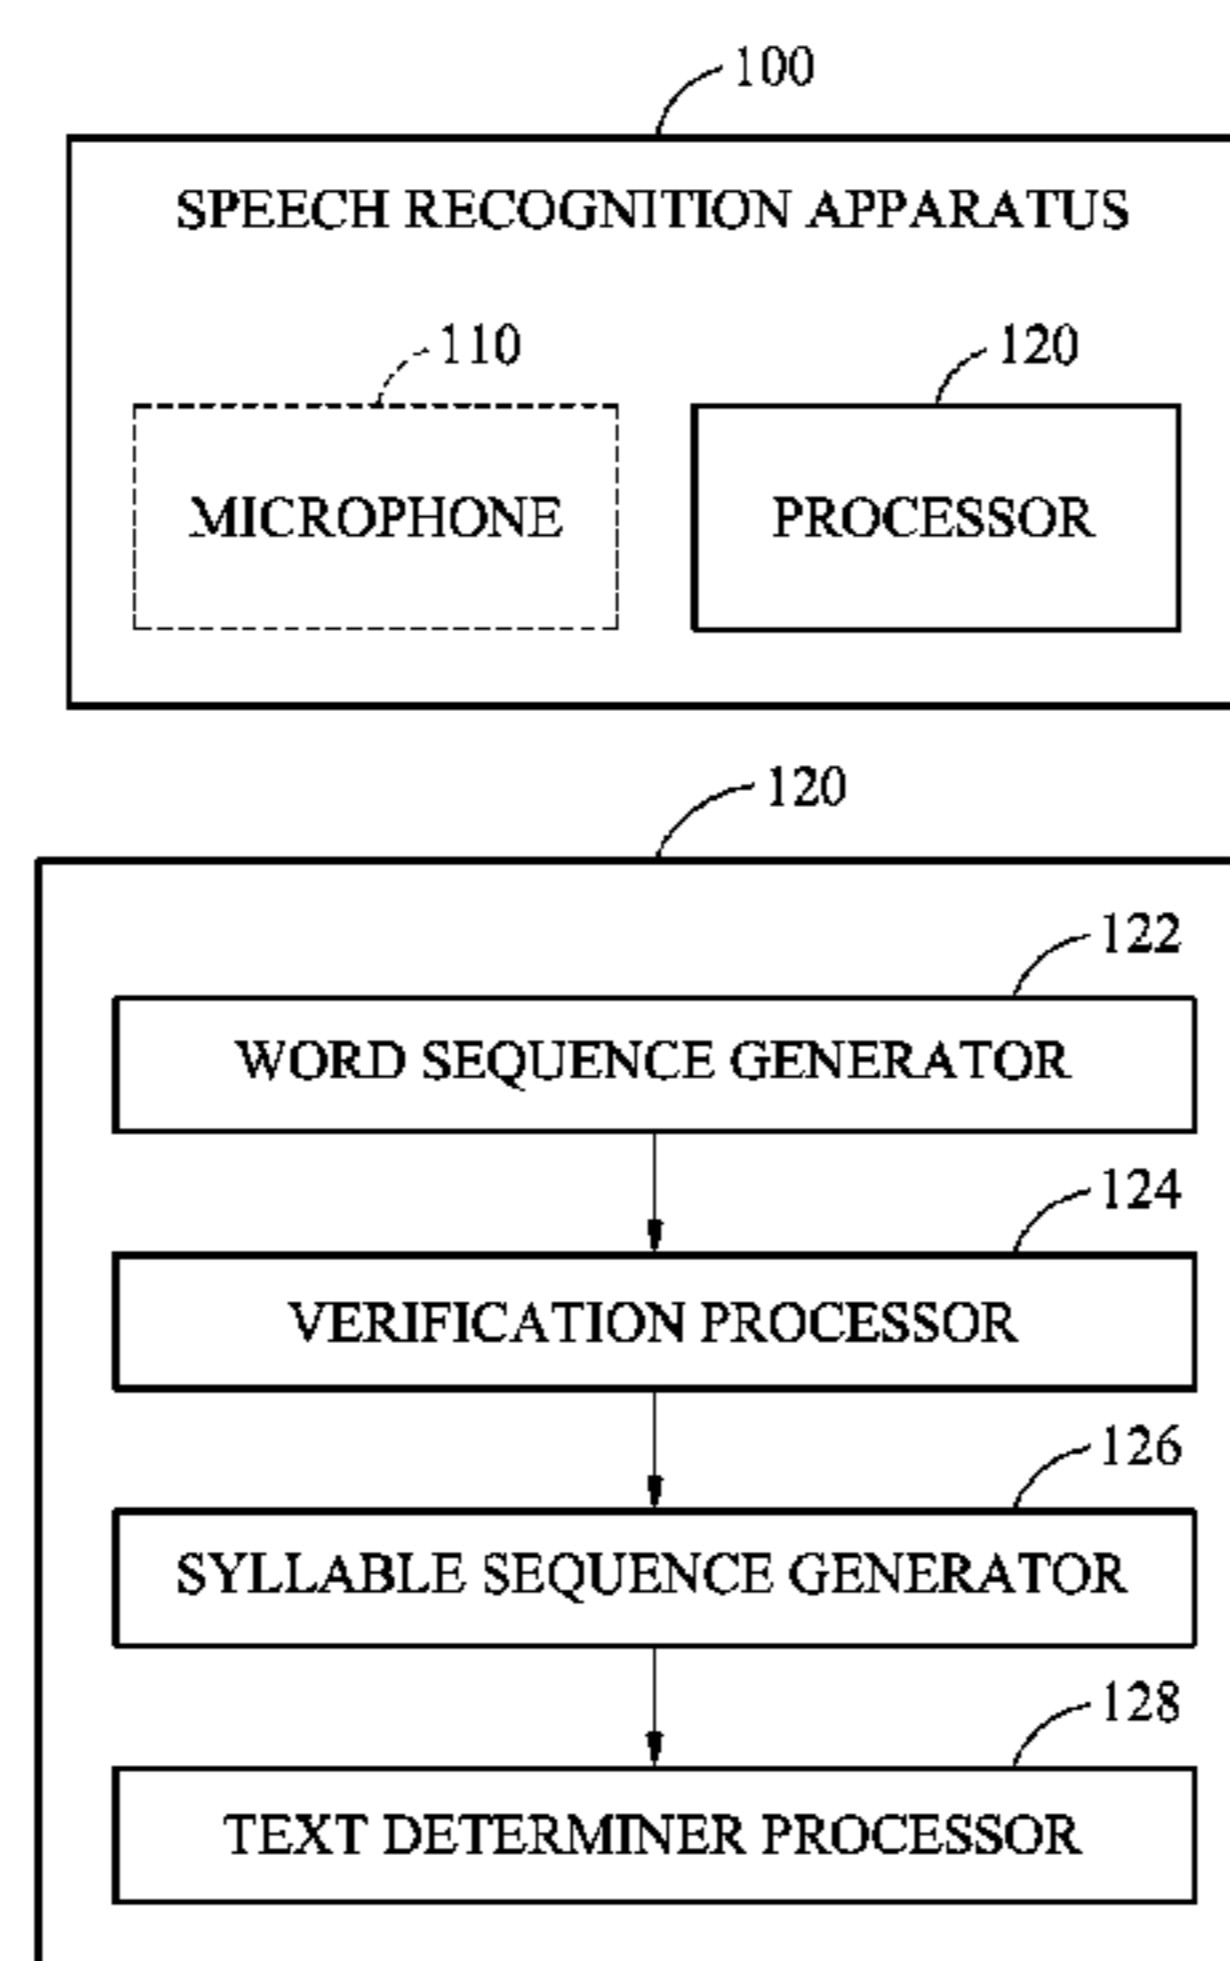 100
SPEECH RECOGNITION APPARATUS
110
120
MICROPHONE
PROCESSOR
120
122
WORD SEQUENCE GENERATOR
124
VERIFICATION PROCESSOR
126
SYLLABLE SEQUENCE GENERATOR
128
TEXT DETERMINER PROCESSOR